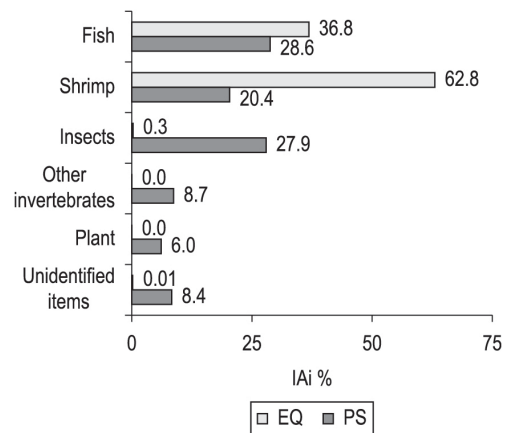 Fish
36.8
28.6
Shrimp
62.8
20.4
Insects
0.3
27.9
Other
invertebrates
0.0
8.7
Plant
0.0
6.0
Unidentified
items
0.01
8.4
0 25 50 75
IAi %
EQ PS